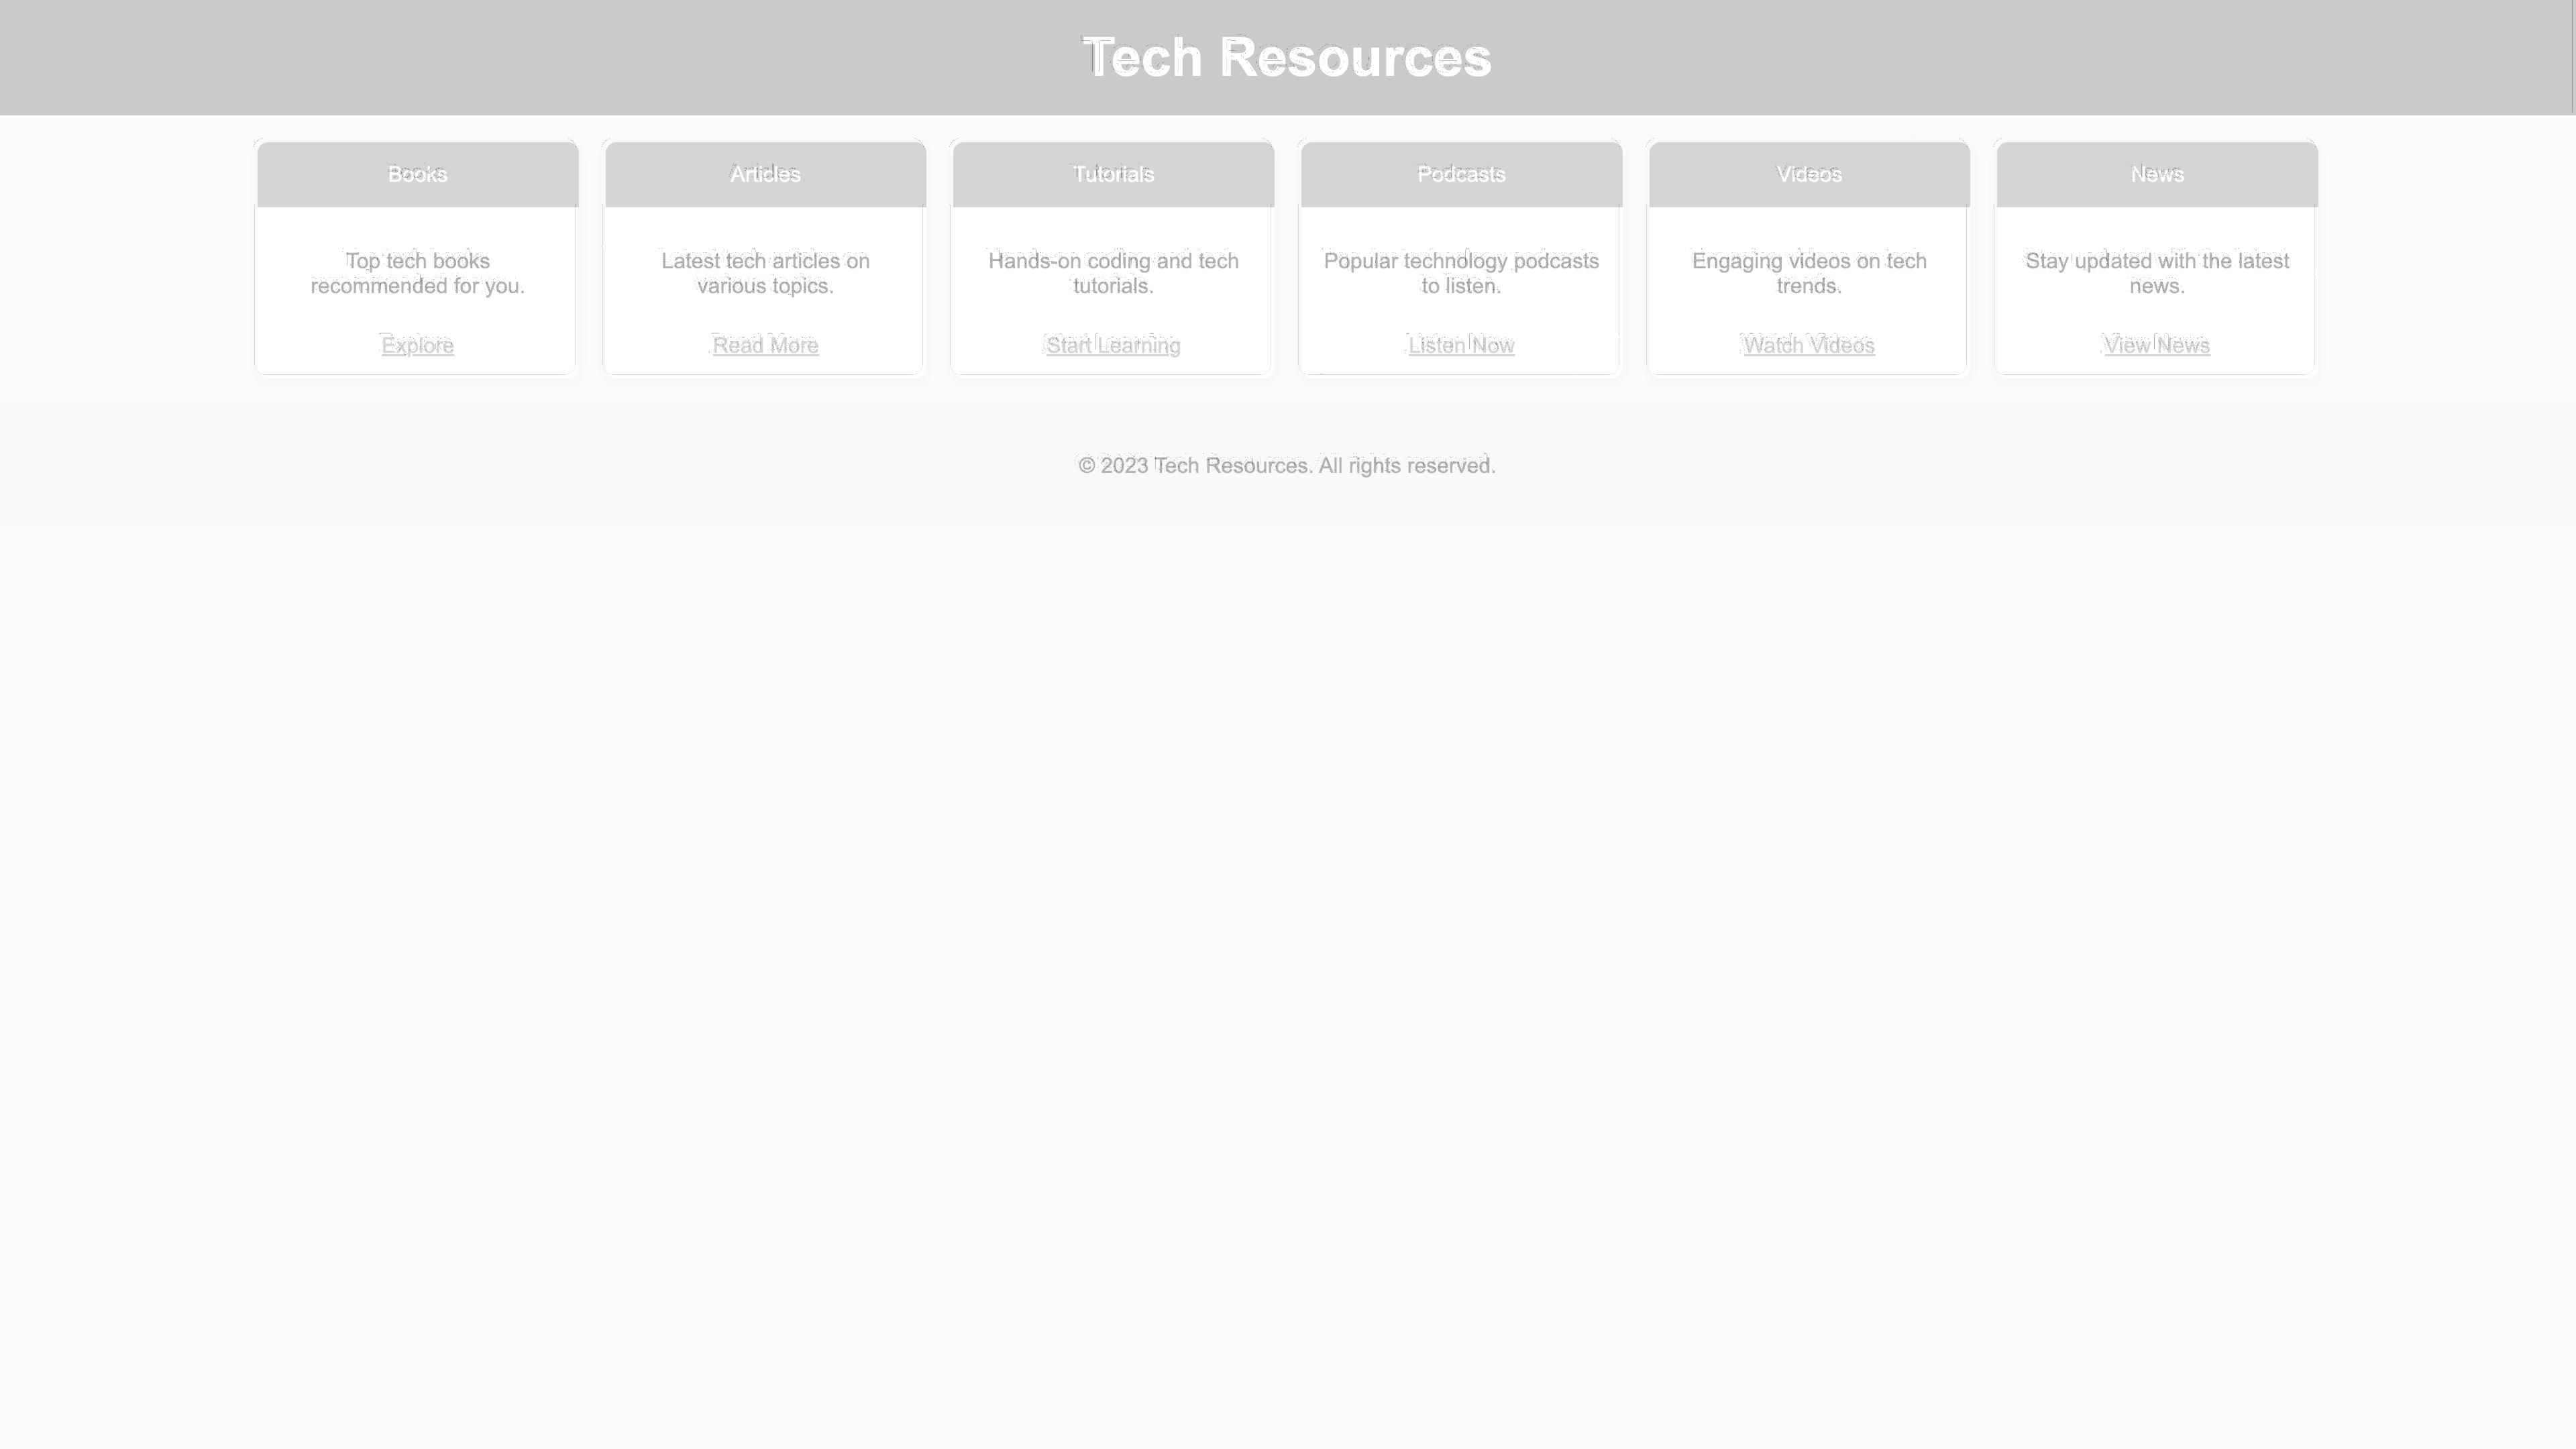 Tech Resources
Books
Top tech books
recommended for you.
Explore
Articles
Latest tech articles on
various topics.
Read More
Tutorials
Hands-on coding and tech
tutorials.
Start Learning
Podcasts
Popular technology podcasts
to listen.
Listen Now
Videos
Engaging videos on tech
trends.
Watch Videos
News
Stay updated with the latest
news.
View News
© 2023 Tech Resources. All rights reserved.